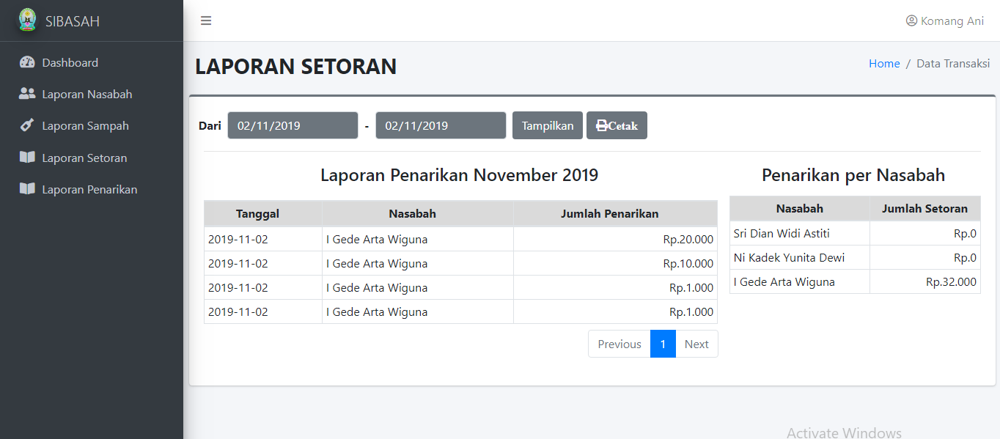 SIBASAH
Komang Ani
Dashboard
Laporan Nasabah
Laporan Sampah
Laporan Setoran
Laporan Penarikan
LAPORAN SETORAN
Home / Data Transaksi
Dari 02/11/2019 - 02/11/2019 Tampilkan Cetak
Laporan Penarikan November 2019
Tanggal Nasabah Jumlah Penarikan
2019-11-02 I Gede Arta Wiguna Rp.20.000
2019-11-02 I Gede Arta Wiguna Rp.10.000
2019-11-02 I Gede Arta Wiguna Rp.1.000
2019-11-02 I Gede Arta Wiguna Rp.1.000
Previous 1 Next
Penarikan per Nasabah
Nasabah Jumlah Setoran
Sri Dian Widi Astiti Rp.0
Ni Kadek Yunita Dewi Rp.0
I Gede Arta Wiguna Rp.32.000
Activate Windows